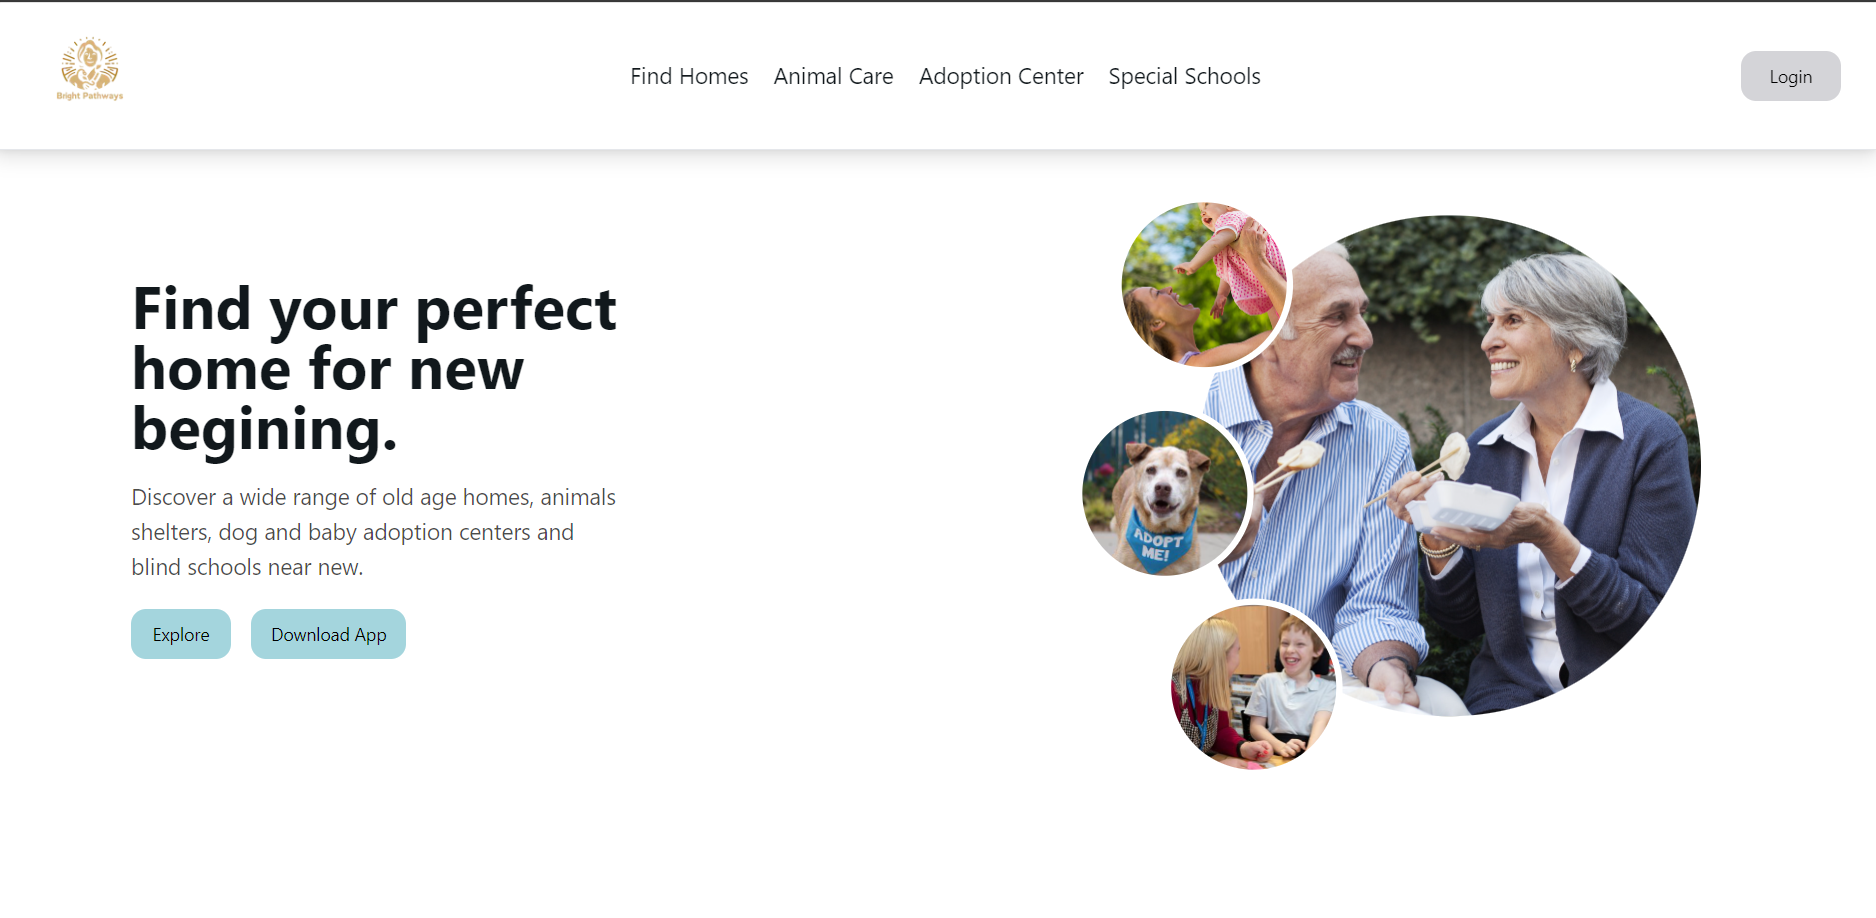 Bright Pathways
Find Homes Animal Care Adoption Center Special Schools
Login
Find your perfect
home for new
begining.
Discover a wide range of old age homes, animals
shelters, dog and baby adoption centers and
blind schools near new.
Explore Download App
ADOPT
ME!